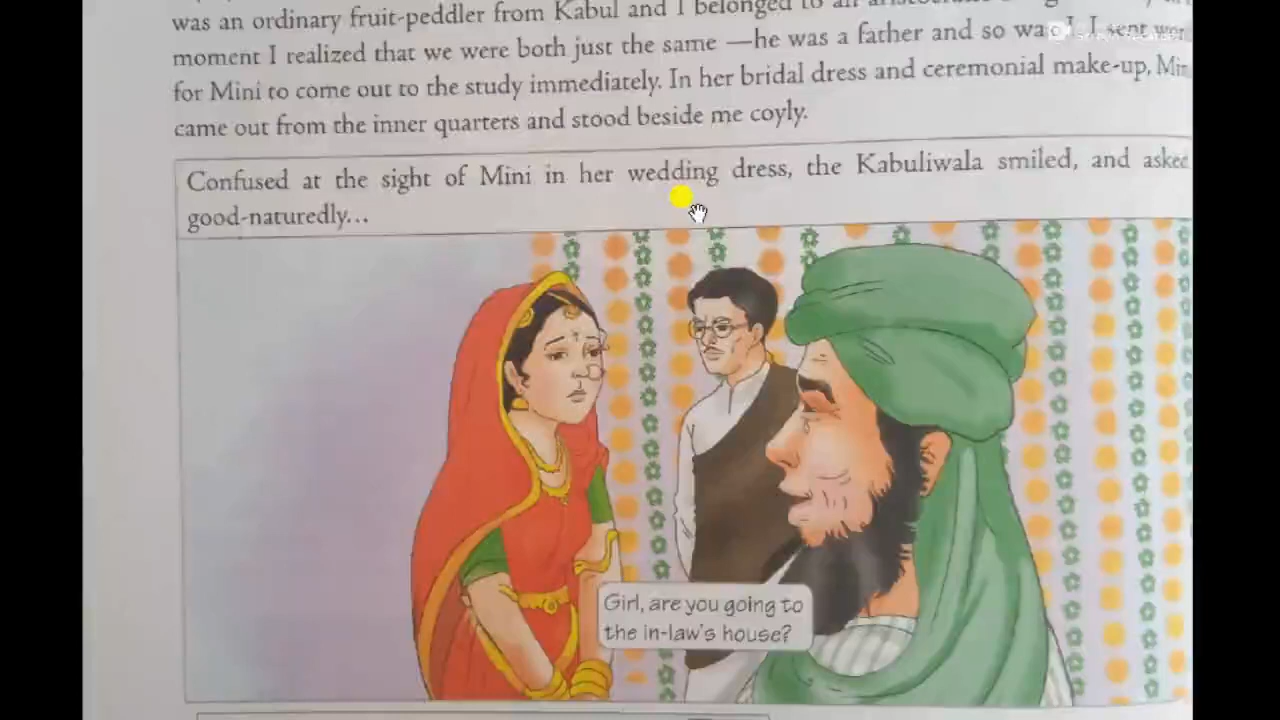 was an ordinary fruit-peddler from Kabul and I belonged to an
moment I realized that we were both just the same —he was a father and so was I. I sent
for Mini to come out to the study immediately. In her bridal dress and ceremonial make-up, Min
came out from the inner quarters and stood beside me coyly.
Confused at the sight of Mini in her wedding dress, the Kabuliwala smiled, and asked
good-naturedly...
Girl, are you going to
the in-law's house?